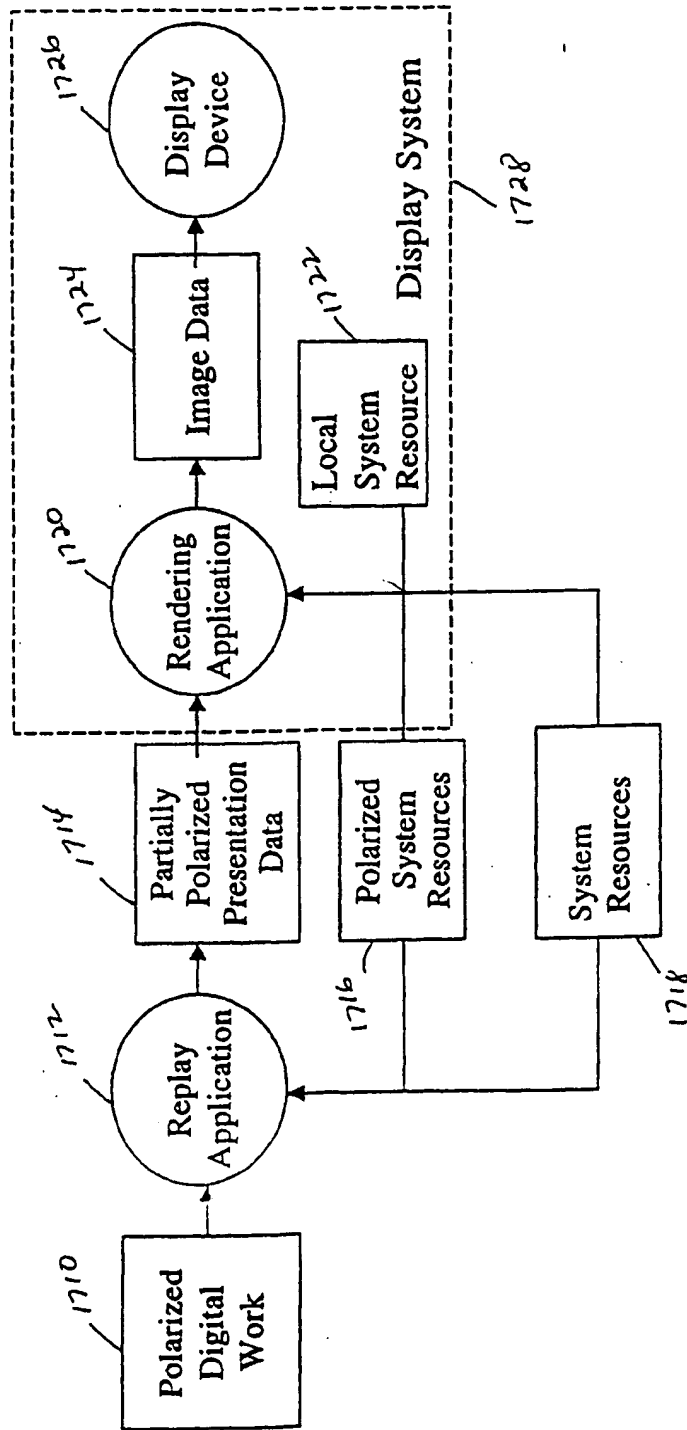 1710
Polarized
Digital
Work
1712
Replay
Application
1714
Partially
Polarized
Presentation
Data
1716
Polarized
System
Resources
1718
System
Resources
1720
Rendering
Application
1722
Local
System
Resource
1724
Image Data
1726
Display
Device
Display System
1728